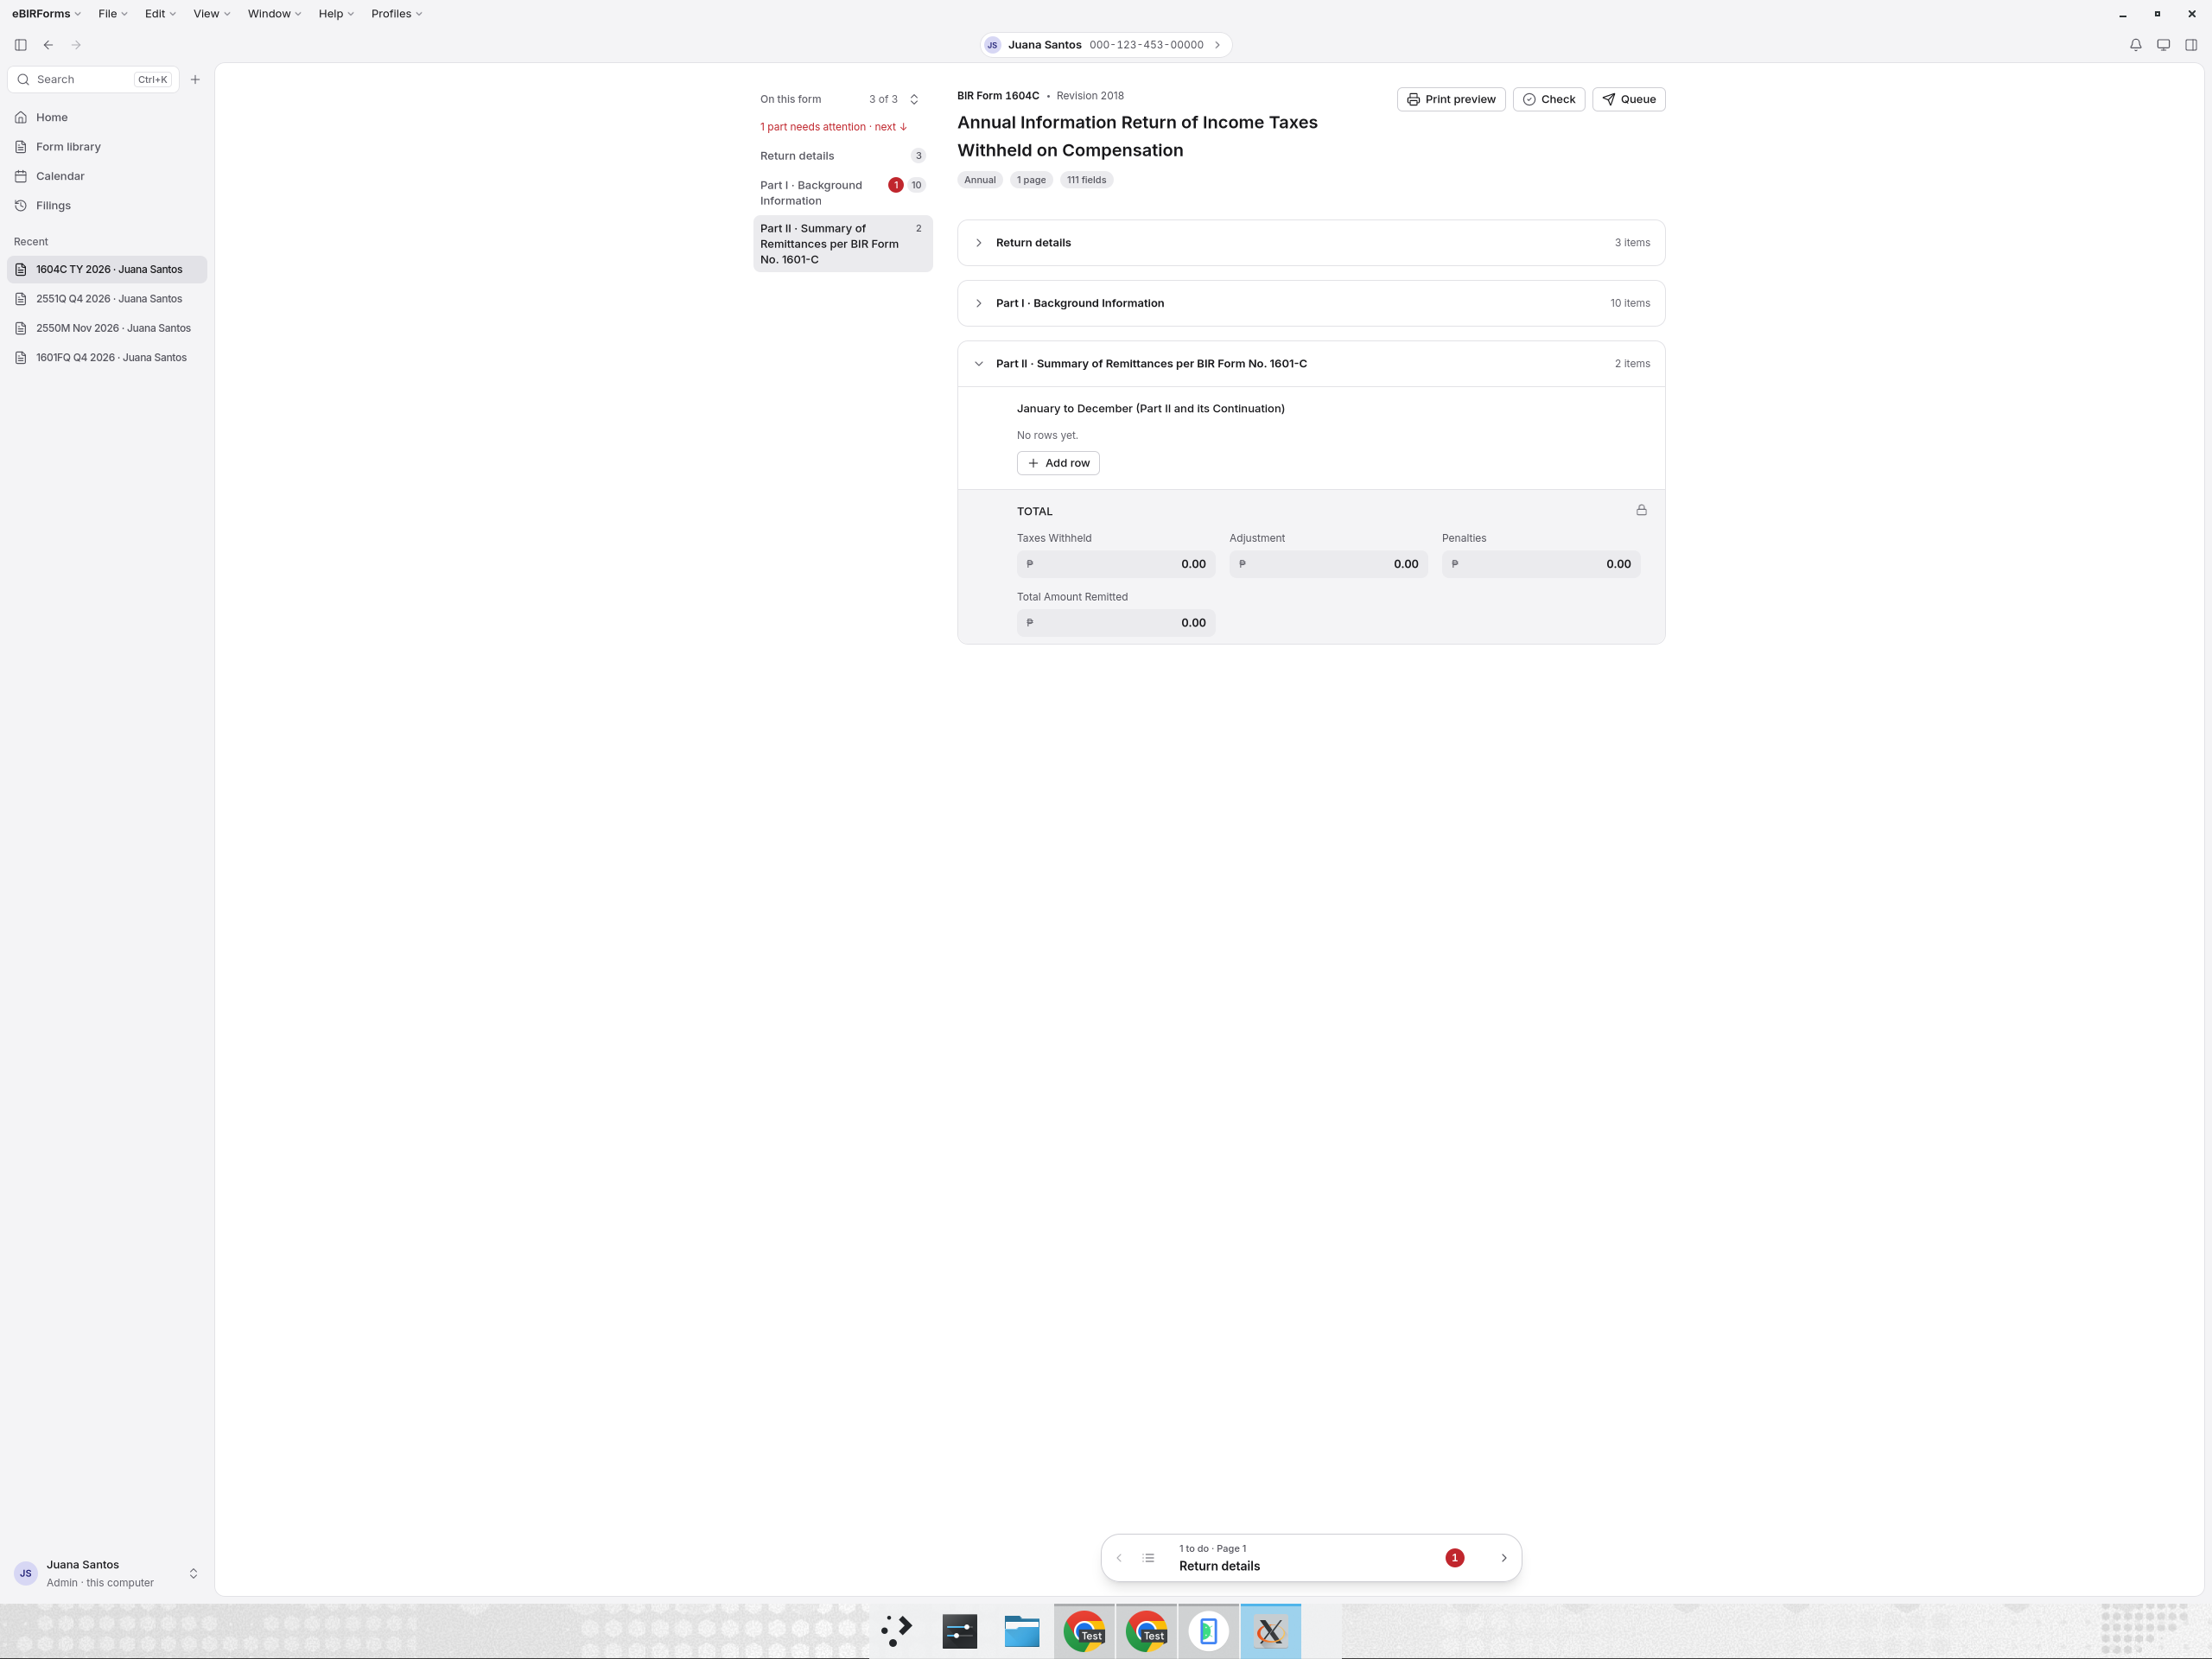 eBIRForms File Edit View Window Help Profiles
JS Juana Santos 000-123-453-00000
Search Ctrl+K
Home
Form library
Calendar
Filings
Recent
1604C TY 2026 · Juana Santos
2551Q Q4 2026 · Juana Santos
2550M Nov 2026 · Juana Santos
1601FQ Q4 2026 · Juana Santos
On this form 3 of 3
1 part needs attention · next ↓
Return details 3
Part I · Background Information 1 10
Part II · Summary of
Remittances per BIR Form
No. 1601-C 2
BIR Form 1604C • Revision 2018
Print preview Check Queue
Annual Information Return of Income Taxes
Withheld on Compensation
Annual 1 page 111 fields
Return details 3 items
Part I · Background Information 10 items
Part II · Summary of Remittances per BIR Form No. 1601-C 2 items
January to December (Part II and its Continuation)
No rows yet.
Add row
TOTAL
Taxes Withheld Adjustment Penalties
₱ 0.00 ₱ 0.00 ₱ 0.00
Total Amount Remitted
₱ 0.00
1 to do · Page 1
Return details 1
JS Juana Santos
Admin · this computer
Test Test